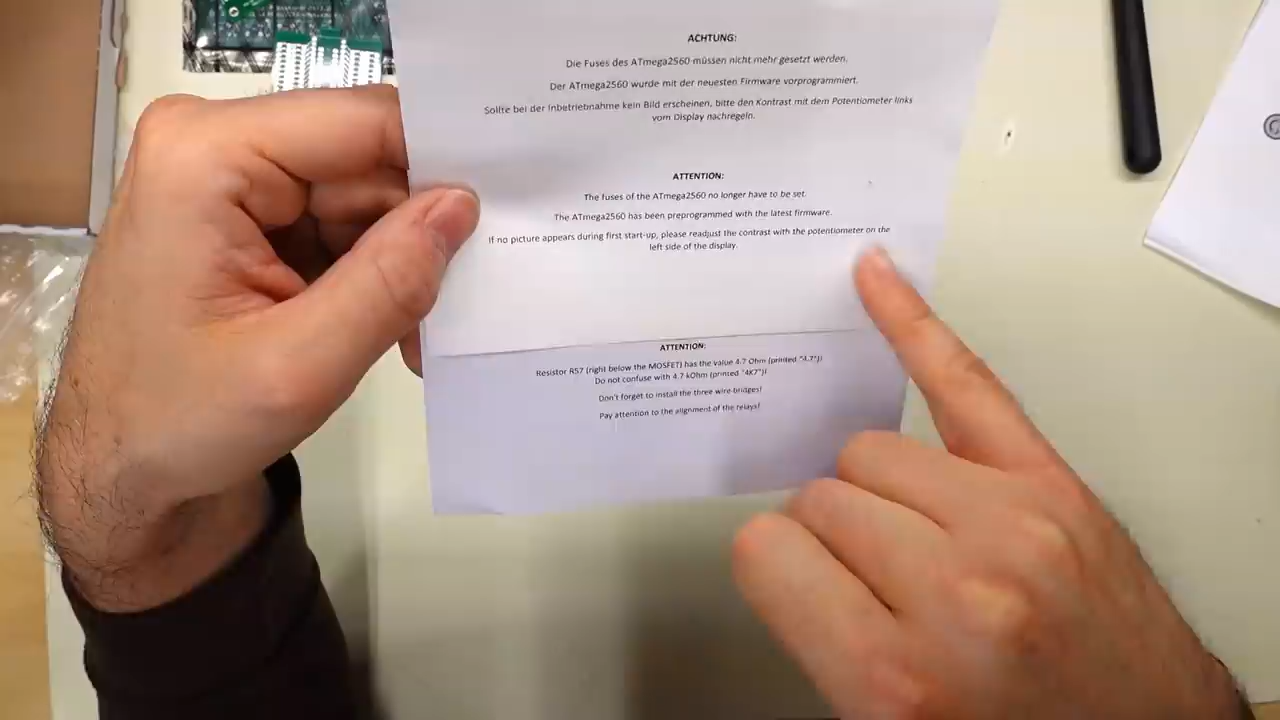 ACHTUNG:
Die Fuses des ATmega2560 müssen nicht mehr gesetzt werden.
Der ATmega2560 wurde mit der neuesten Firmware vorprogrammiert.
Sollte bei der Inbetriebnahme kein Bild erscheinen, bitte den Kontrast mit dem Potentiometer links
vom Display nachregeln.
ATTENTION:
The fuses of the ATmega2560 no longer have to be set.
The ATmega2560 has been preprogrammed with the latest firmware.
If no picture appears during first start-up, please readjust the contrast with the potentiometer on the
left side of the display.
ATTENTION:
Resistor R57 (right below the MOSFET) has the value 4.7 Ohm (printed "4.7")!
Do not confuse with 4.7 kOhm (printed "4K7")!
Don't forget to install the three wire-bridges!
Pay attention to the alignment of the relays!